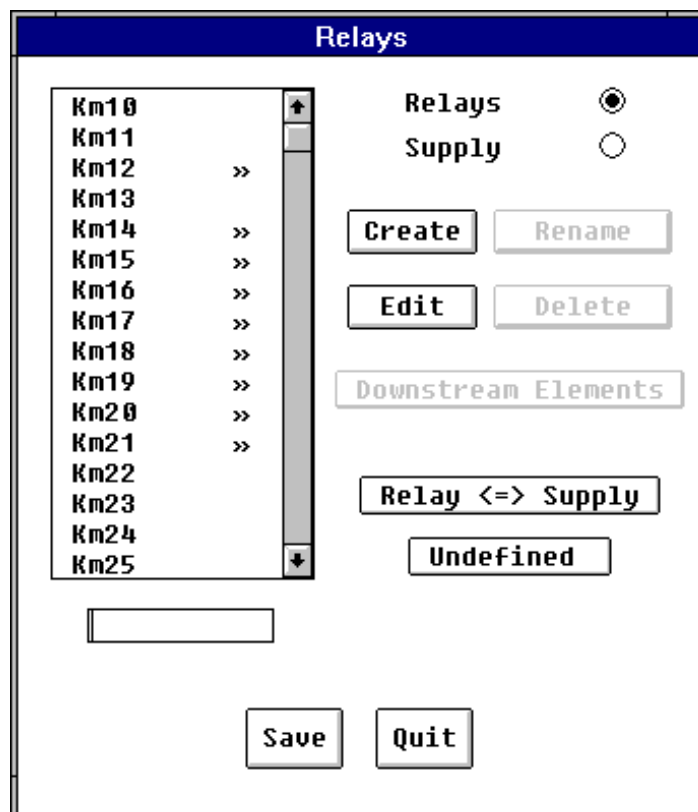 Relays
Km10
Km11
Km12 »
Km13
Km14 »
Km15 »
Km16 »
Km17 »
Km18 »
Km19 »
Km20 »
Km21 »
Km22
Km23
Km24
Km25
Relays
Supply
Create Rename
Edit Delete
Downstream Elements
Relay <=> Supply
Undefined
Save Quit